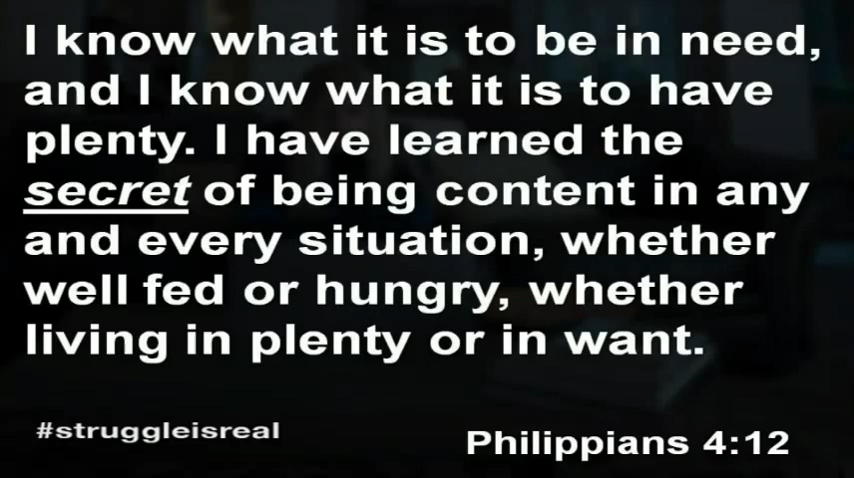 I know what it is to be in need,
and I know what it is to have
plenty. I have learned the
secret of being content in any
and every situation, whether
well fed or hungry, whether
living in plenty or in want.
#struggleisreal
Philippians 4:12